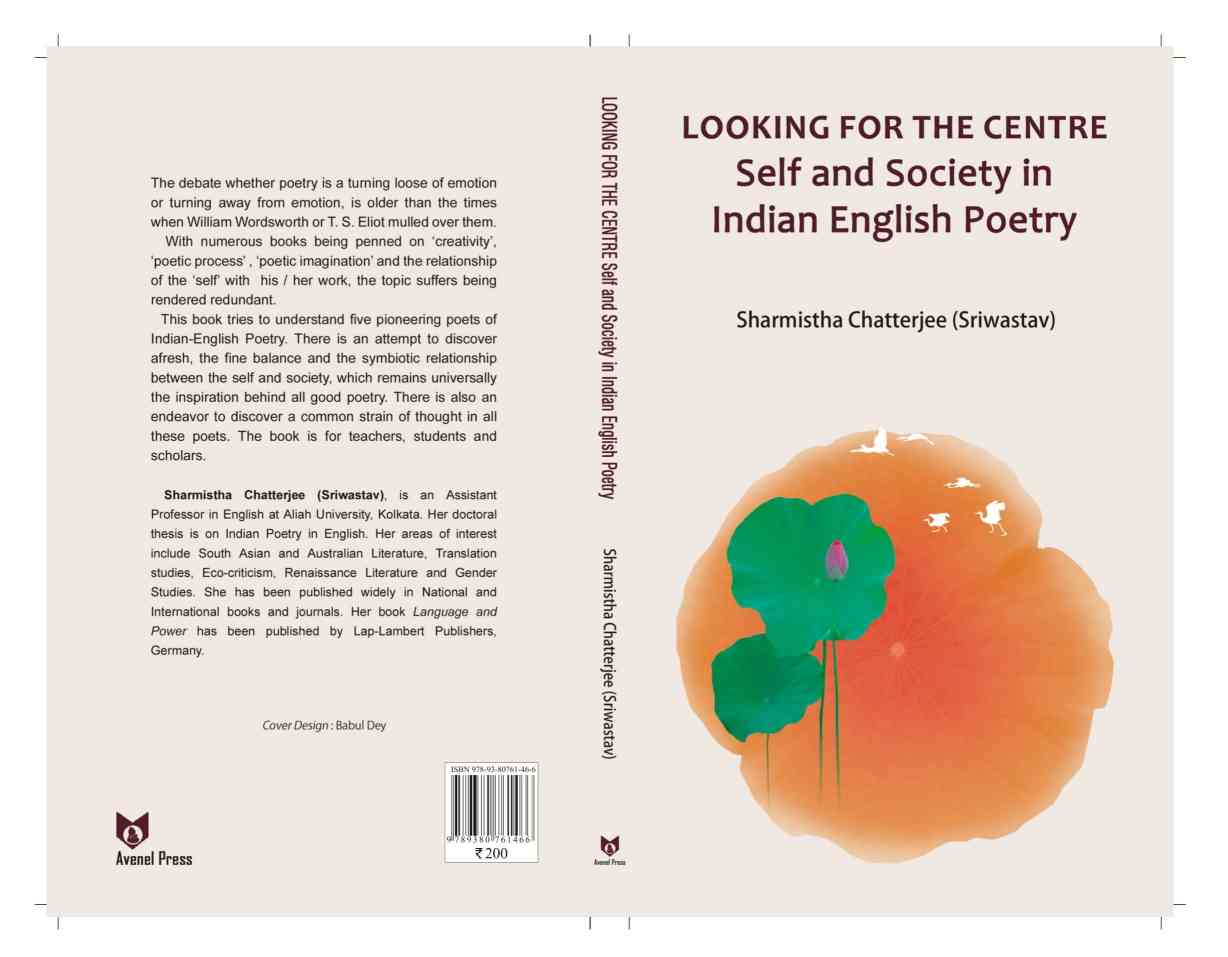 The debate whether poetry is a turning loose of emotion
or turning away from emotion, is older than the times
when William Wordsworth or T. S. Eliot mulled over them.
With numerous books being penned on ‘creativity’,
‘poetic process’ , ‘poetic imagination’ and the relationship
of the ‘self’ with his / her work, the topic suffers being
rendered redundant.
This book tries to understand five pioneering poets of
Indian-English Poetry. There is an attempt to discover
afresh, the fine balance and the symbiotic relationship
between the self and society, which remains universally
the inspiration behind all good poetry. There is also an
endeavor to discover a common strain of thought in all
these poets. The book is for teachers, students and
scholars.
Sharmistha Chatterjee (Sriwastav), is an Assistant
Professor in English at Aliah University, Kolkata. Her doctoral
thesis is on Indian Poetry in English. Her areas of interest
include South Asian and Australian Literature, Translation
studies, Eco-criticism, Renaissance Literature and Gender
Studies. She has been published widely in National and
International books and journals. Her book Language and
Power has been published by Lap-Lambert Publishers,
Germany.
Cover Design : Babul Dey
ISBN 978-93-80761-46-6
9 789380 761466
₹ 200
Avenel Press
LOOKING FOR THE CENTRE Self and Society in Indian English Poetry
Sharmistha Chatterjee (Sriwastav)
Avenel Press
LOOKING FOR THE CENTRE
Self and Society in
Indian English Poetry
Sharmistha Chatterjee (Sriwastav)